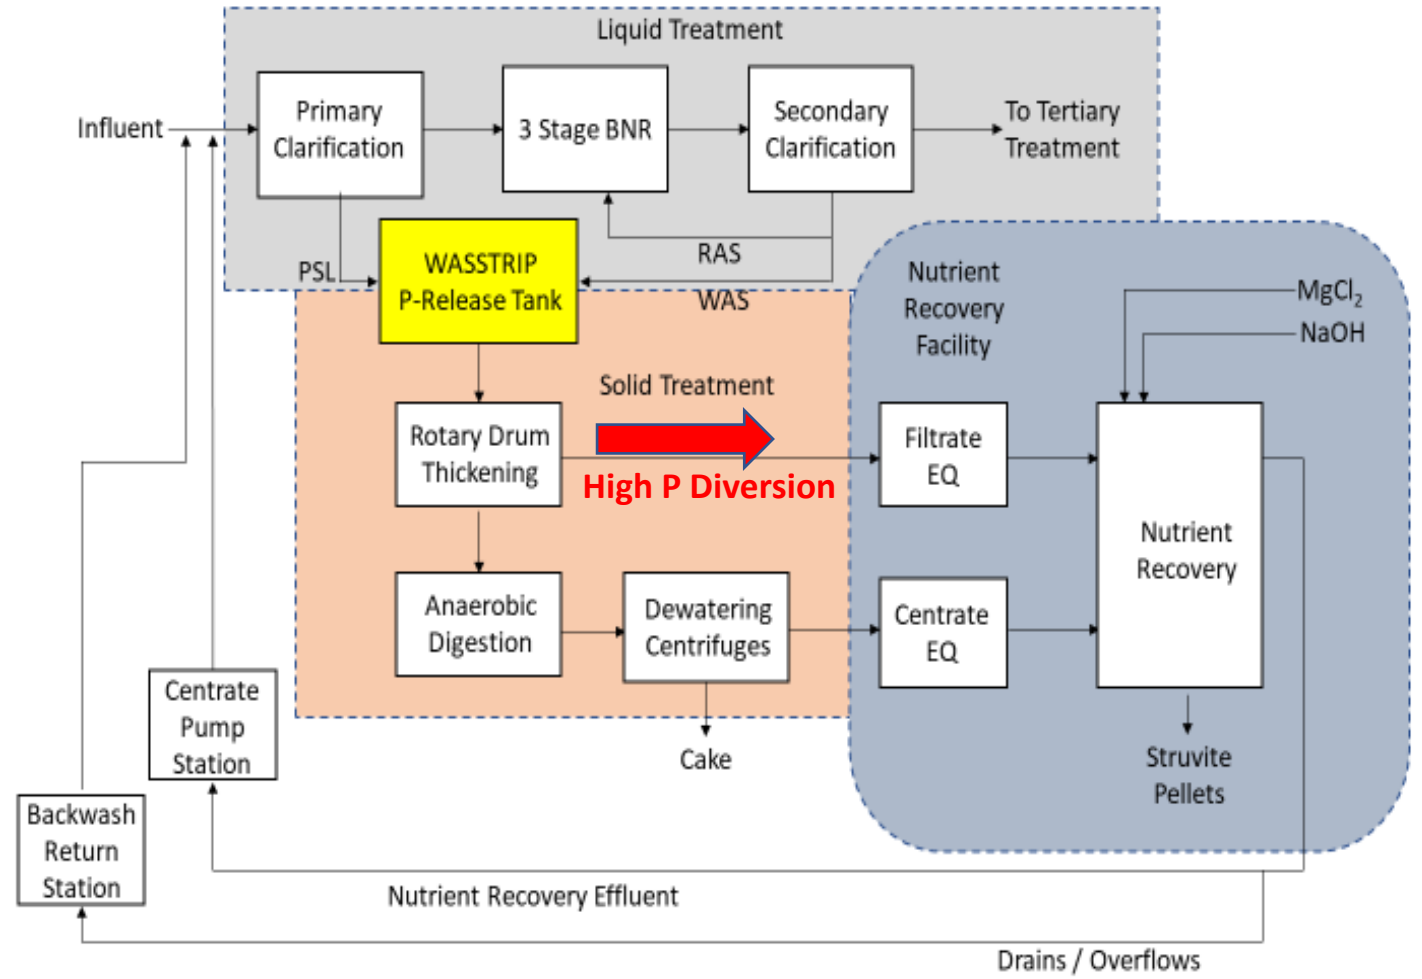 Liquid Treatment
Influent
Primary
Clarification
3 Stage BNR
Secondary
Clarification
To Tertiary
Treatment
PSL
WASSTRIP
P-Release Tank
RAS
WAS
Nutrient
Recovery
Facility
MgCl₂
NaOH
Solid Treatment
Rotary Drum
Thickening
High P Diversion
Filtrate
EQ
Nutrient
Recovery
Anaerobic
Digestion
Dewatering
Centrifuges
Centrate
EQ
Centrate
Pump
Station
Cake
Struvite
Pellets
Backwash
Return
Station
Nutrient Recovery Effluent
Drains / Overflows